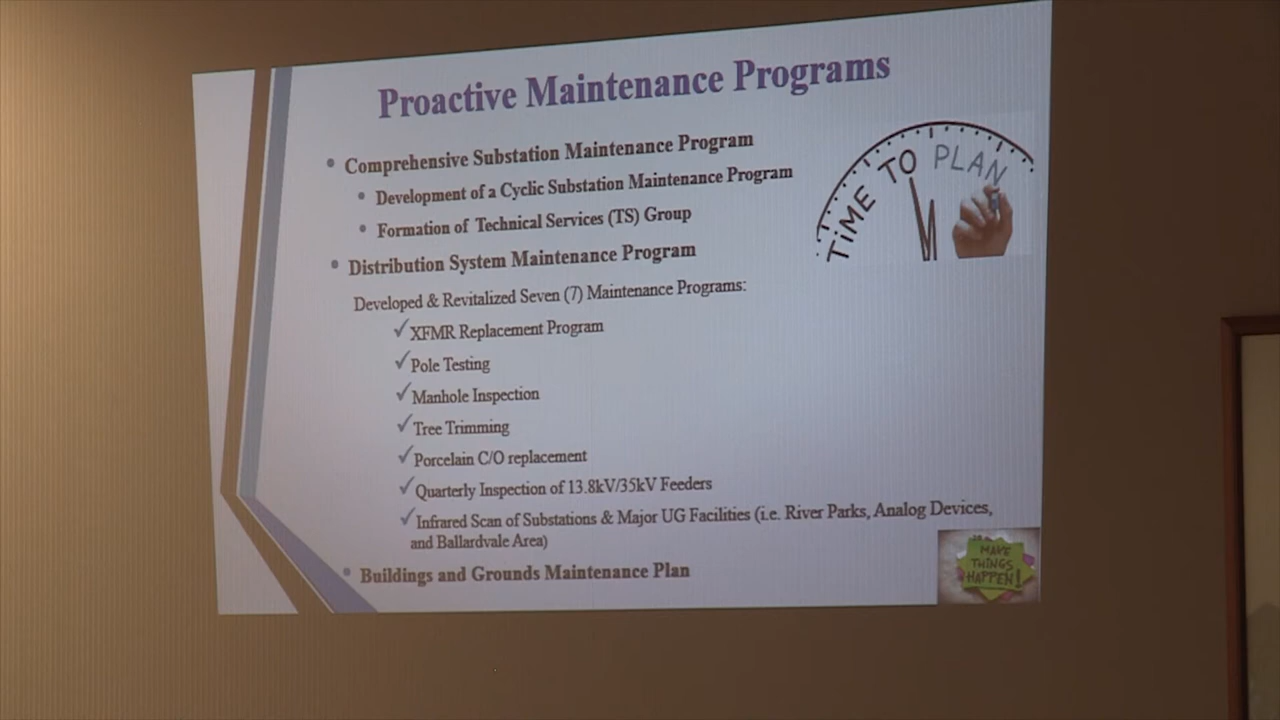 Proactive Maintenance Programs
Comprehensive Substation Maintenance Program
Development of a Cyclic Substation Maintenance Program
Formation of Technical Services (TS) Group
Distribution System Maintenance Program
Developed & Revitalized Seven (7) Maintenance Programs:
XFMR Replacement Program
Pole Testing
Manhole Inspection
Tree Trimming
Porcelain C/O replacement
Quarterly Inspection of 13.8kV/35kV Feeders
Infrared Scan of Substations & Major UG Facilities (i.e. River Parks, Analog Devices,
and Ballardvale Area)
Buildings and Grounds Maintenance Plan
TiME TO PLAN
MAKE
THINGS
HAPPEN!